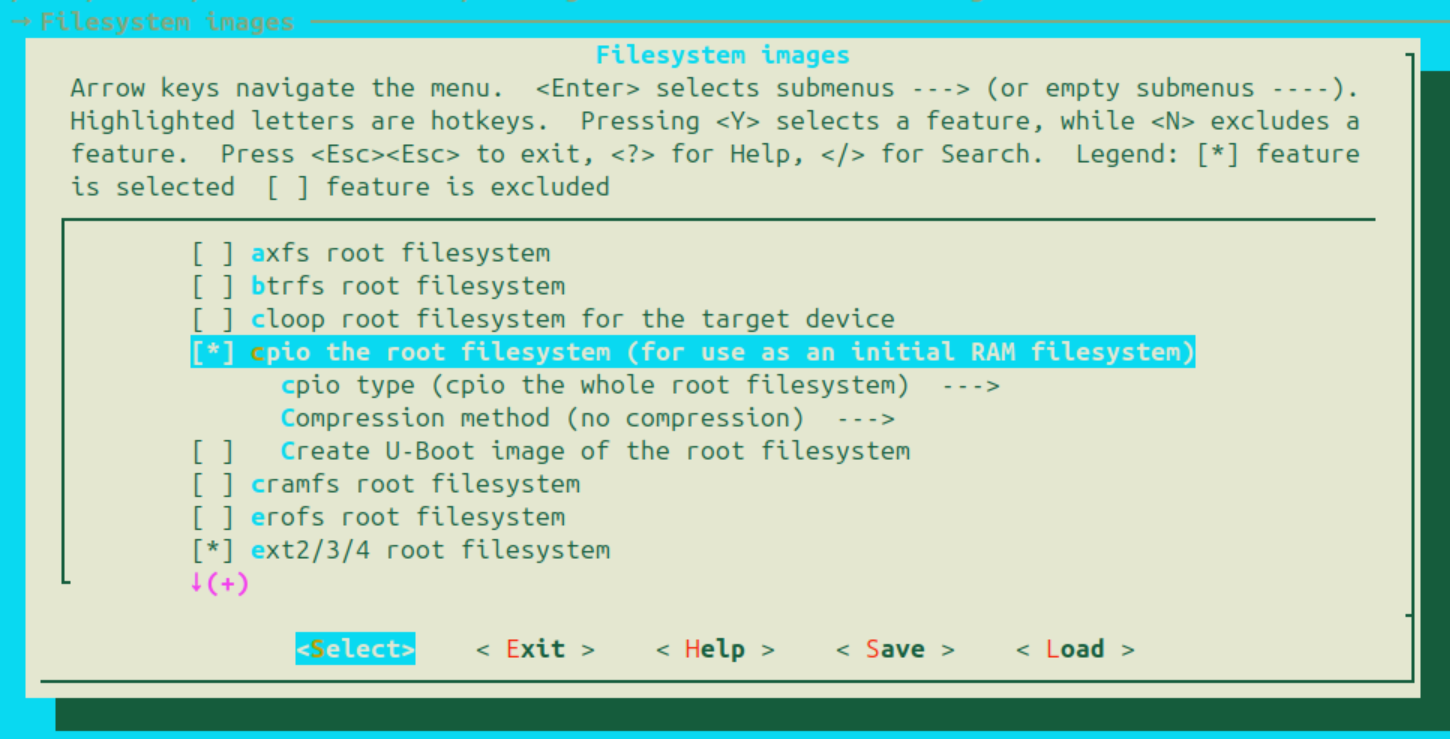 → Filesystem images
Filesystem images
Arrow keys navigate the menu.  <Enter> selects submenus ---> (or empty submenus ----).
Highlighted letters are hotkeys.  Pressing <Y> selects a feature, while <N> excludes a
feature.  Press <Esc><Esc> to exit, <?> for Help, </> for Search.  Legend: [*] feature
is selected  [ ] feature is excluded
[ ] axfs root filesystem
[ ] btrfs root filesystem
[ ] cloop root filesystem for the target device
[*] cpio the root filesystem (for use as an initial RAM filesystem)
cpio type (cpio the whole root filesystem)  --->
Compression method (no compression)  --->
[ ]   Create U-Boot image of the root filesystem
[ ] cramfs root filesystem
[ ] erofs root filesystem
[*] ext2/3/4 root filesystem
↓(+)
<Select>    < Exit >    < Help >    < Save >    < Load >